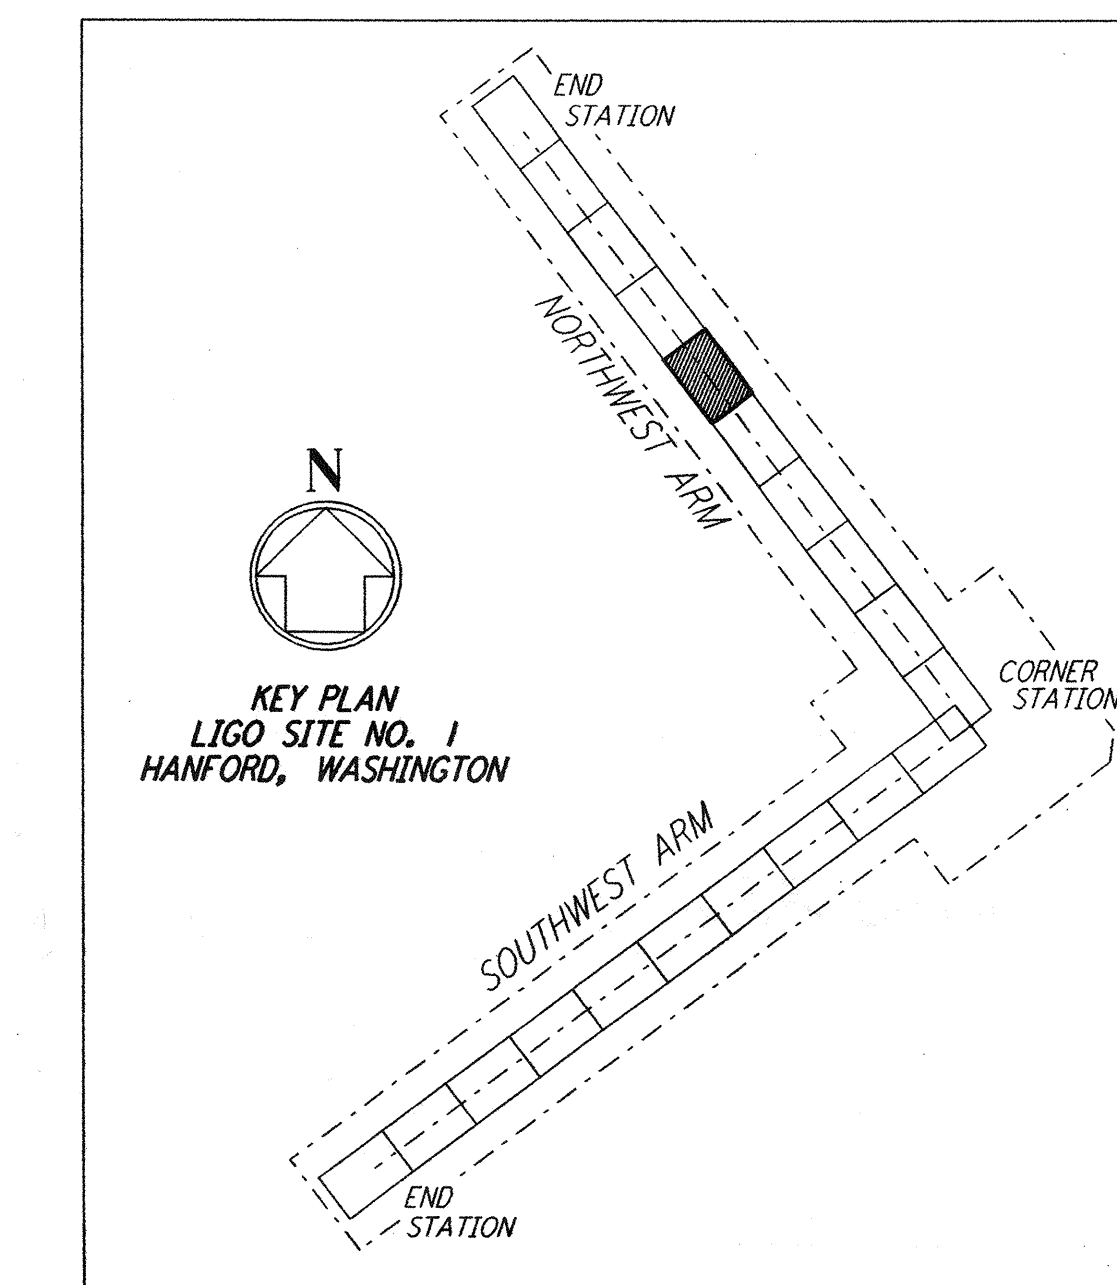 END
STATION
NORTHWEST ARM
N
KEY PLAN
LIGO SITE NO. 1
HANFORD, WASHINGTON
CORNER
STATION
SOUTHWEST ARM
END
STATION